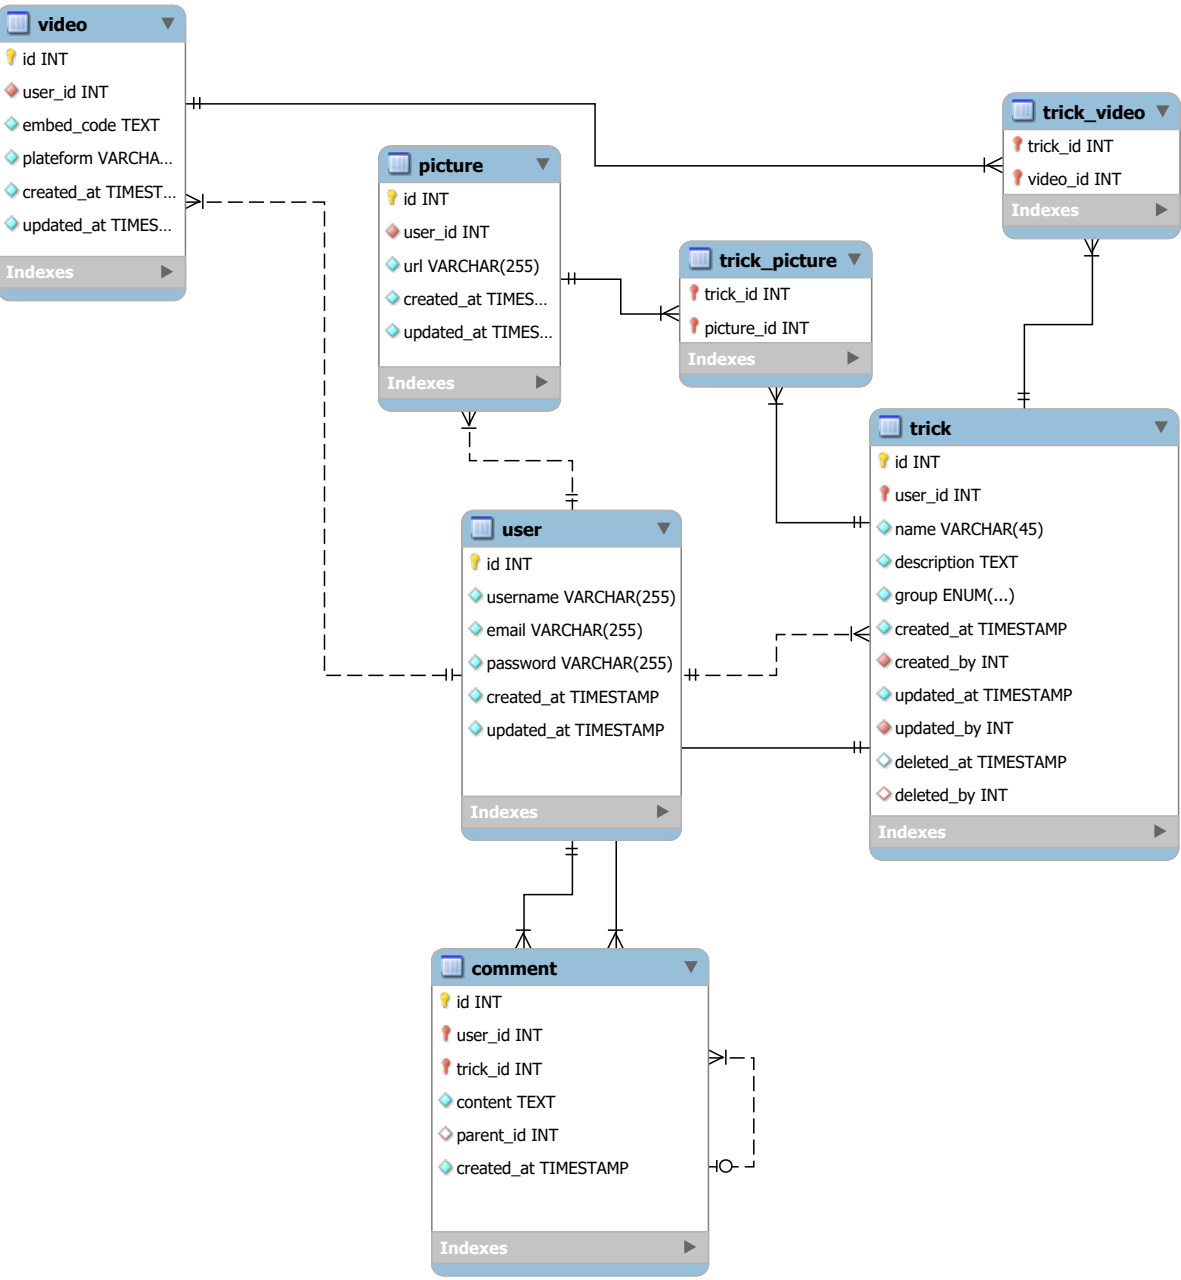 video
id INT
user_id INT
embed_code TEXT
plateform VARCHA...
created_at TIMEST...
updated_at TIMES...
Indexes
picture
id INT
user_id INT
url VARCHAR(255)
created_at TIMES...
updated_at TIMES...
Indexes
trick_video
trick_id INT
video_id INT
Indexes
trick_picture
trick_id INT
picture_id INT
Indexes
trick
id INT
user_id INT
name VARCHAR(45)
description TEXT
group ENUM(...)
created_at TIMESTAMP
created_by INT
updated_at TIMESTAMP
updated_by INT
deleted_at TIMESTAMP
deleted_by INT
Indexes
user
id INT
username VARCHAR(255)
email VARCHAR(255)
password VARCHAR(255)
created_at TIMESTAMP
updated_at TIMESTAMP
Indexes
comment
id INT
user_id INT
trick_id INT
content TEXT
parent_id INT
created_at TIMESTAMP
Indexes